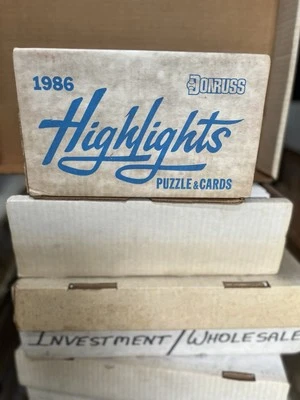 1986 DONRUSS
Highlights
PUZZLE & CARDS
INVESTMENT/WHOLESALE